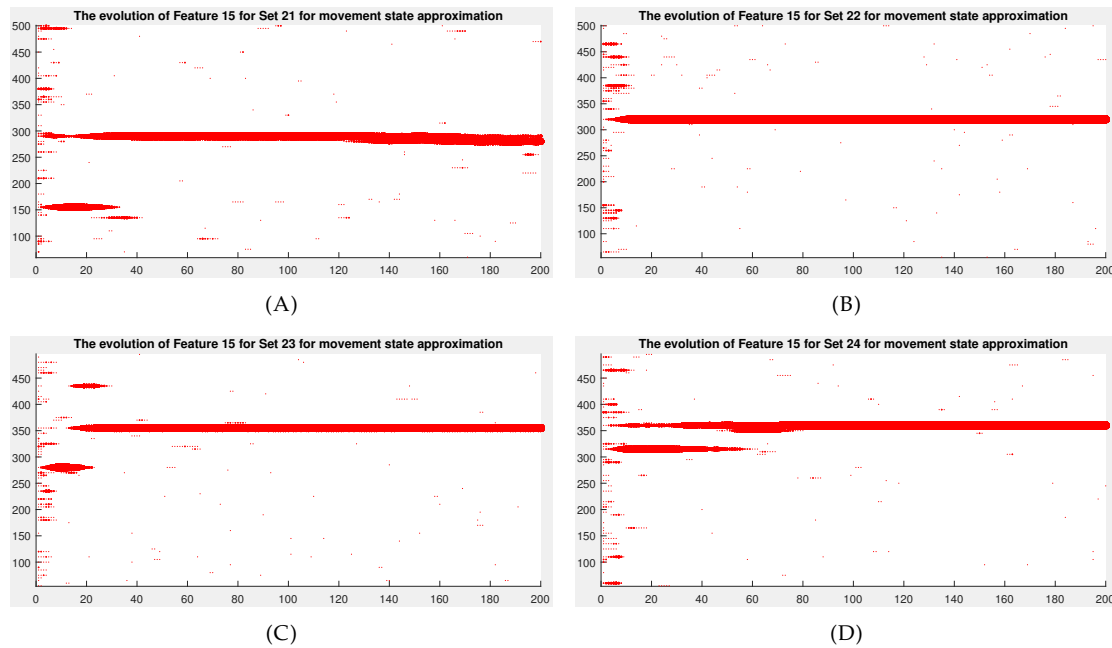 The evolution of Feature 15 for Set 21 for movement state approximation
500
450
400
350
300
250
200
150
100
0 20 40 60 80 100 120 140 160 180 200
(A)
The evolution of Feature 15 for Set 22 for movement state approximation
500
450
400
350
300
250
200
150
100
0 20 40 60 80 100 120 140 160 180 200
(B)
The evolution of Feature 15 for Set 23 for movement state approximation
450
400
350
300
250
200
150
100
0 20 40 60 80 100 120 140 160 180 200
(C)
The evolution of Feature 15 for Set 24 for movement state approximation
450
400
350
300
250
200
150
100
0 20 40 60 80 100 120 140 160 180 200
(D)